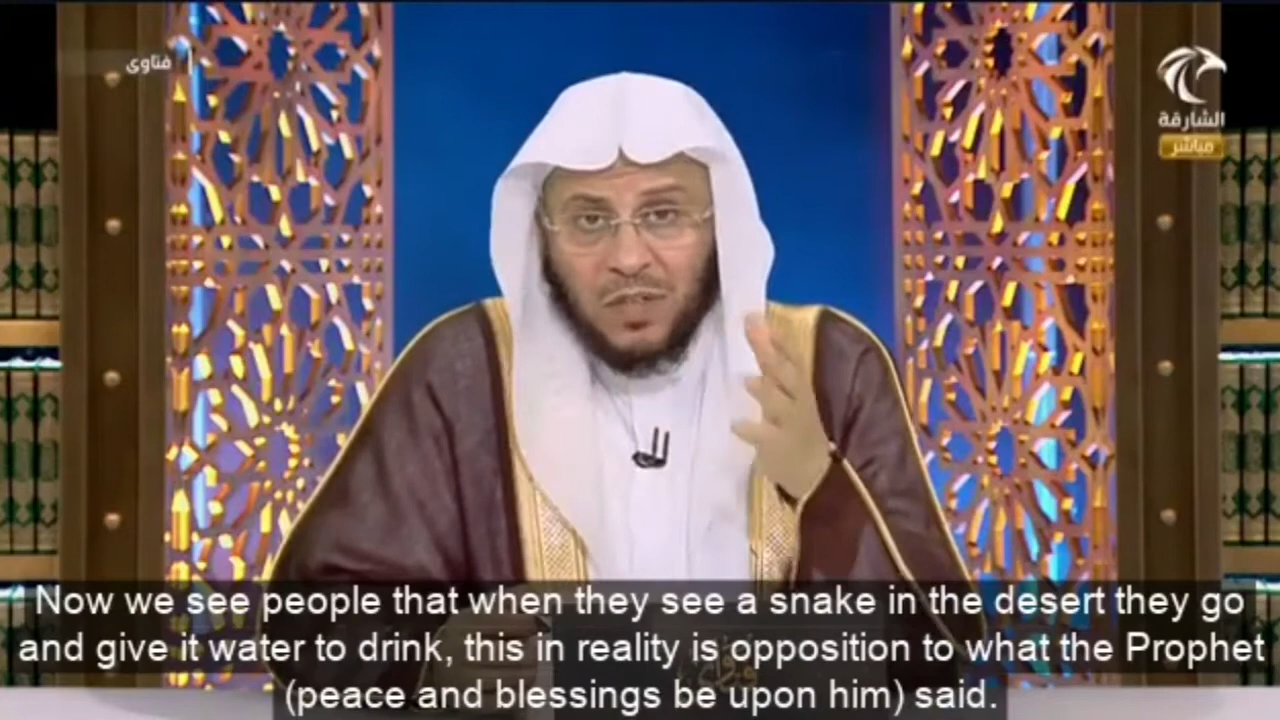 فتاوى
الشارقة
مباشر
Now we see people that when they see a snake in the desert they go
and give it water to drink, this in reality is opposition to what the Prophet
(peace and blessings be upon him) said.